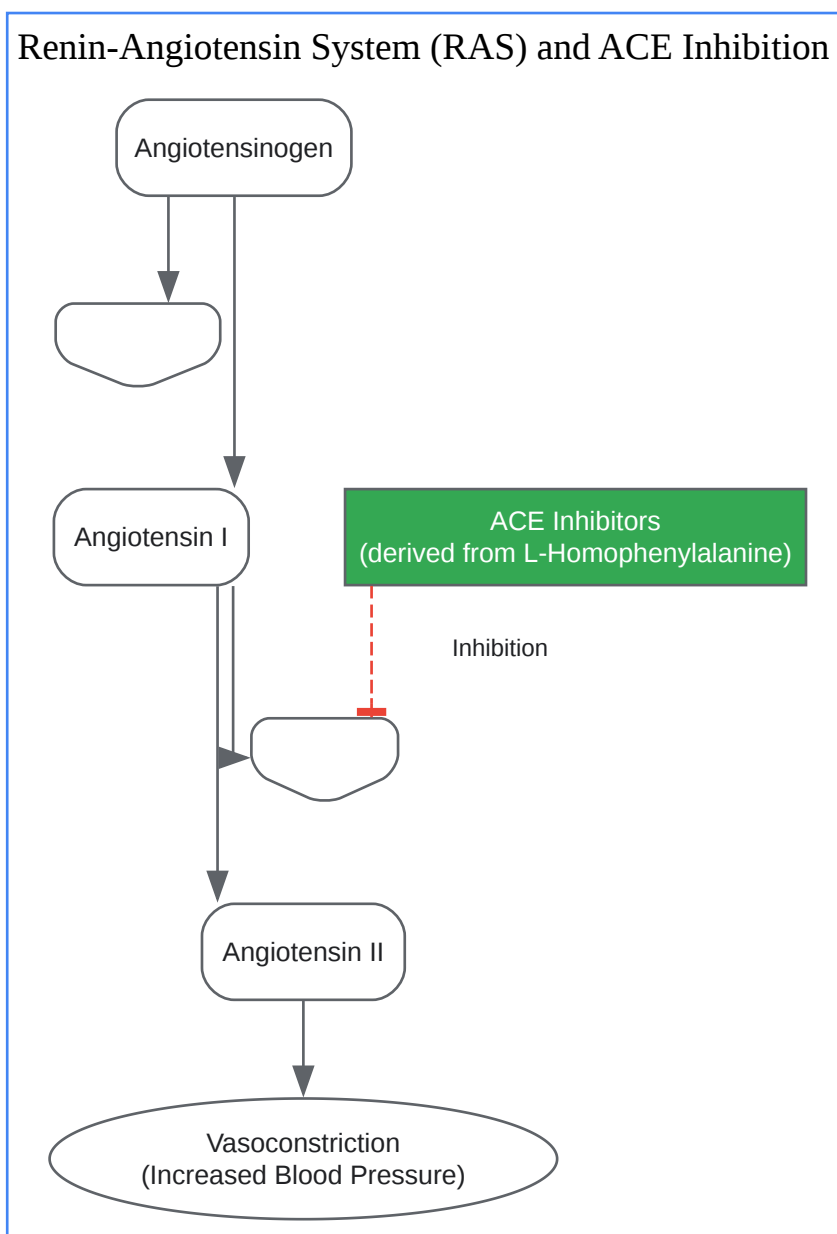 Renin-Angiotensin System (RAS) and ACE Inhibition
Angiotensinogen
Angiotensin I
ACE Inhibitors
(derived from L-Homophenylalanine)
Inhibition
Angiotensin II
Vasoconstriction
(Increased Blood Pressure)